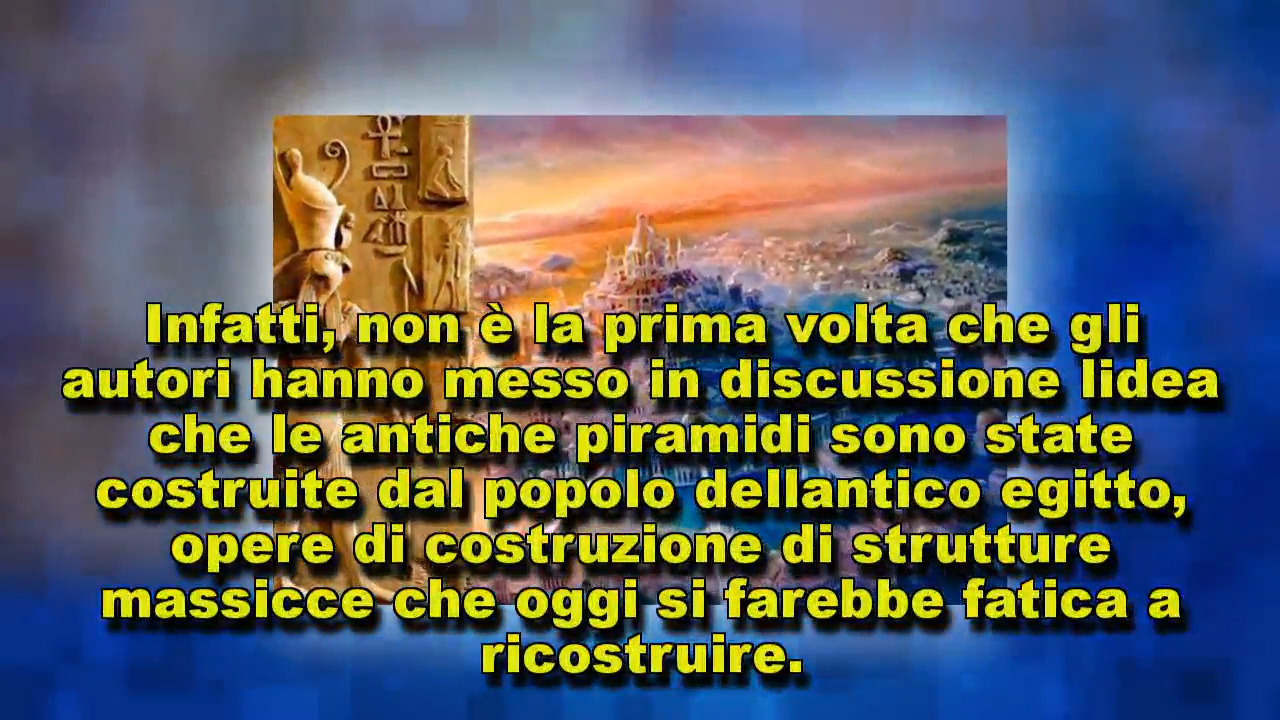 Infatti, non è la prima volta che gli
autori hanno messo in discussione lidea
che le antiche piramidi sono state
costruite dal popolo dellantico egitto,
opere di costruzione di strutture
massicce che oggi si farebbe fatica a
ricostruire.